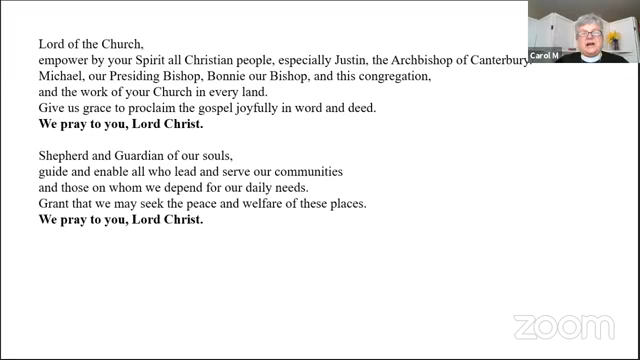 Lord of the Church,
empower by your Spirit all Christian people, especially Justin, the Archbishop of Canterbury,
Michael, our Presiding Bishop, Bonnie our Bishop, and this congregation,
and the work of your Church in every land.
Give us grace to proclaim the gospel joyfully in word and deed.
We pray to you, Lord Christ.
Shepherd and Guardian of our souls,
guide and enable all who lead and serve our communities
and those on whom we depend for our daily needs.
Grant that we may seek the peace and welfare of these places.
We pray to you, Lord Christ.
Carol M
zoom